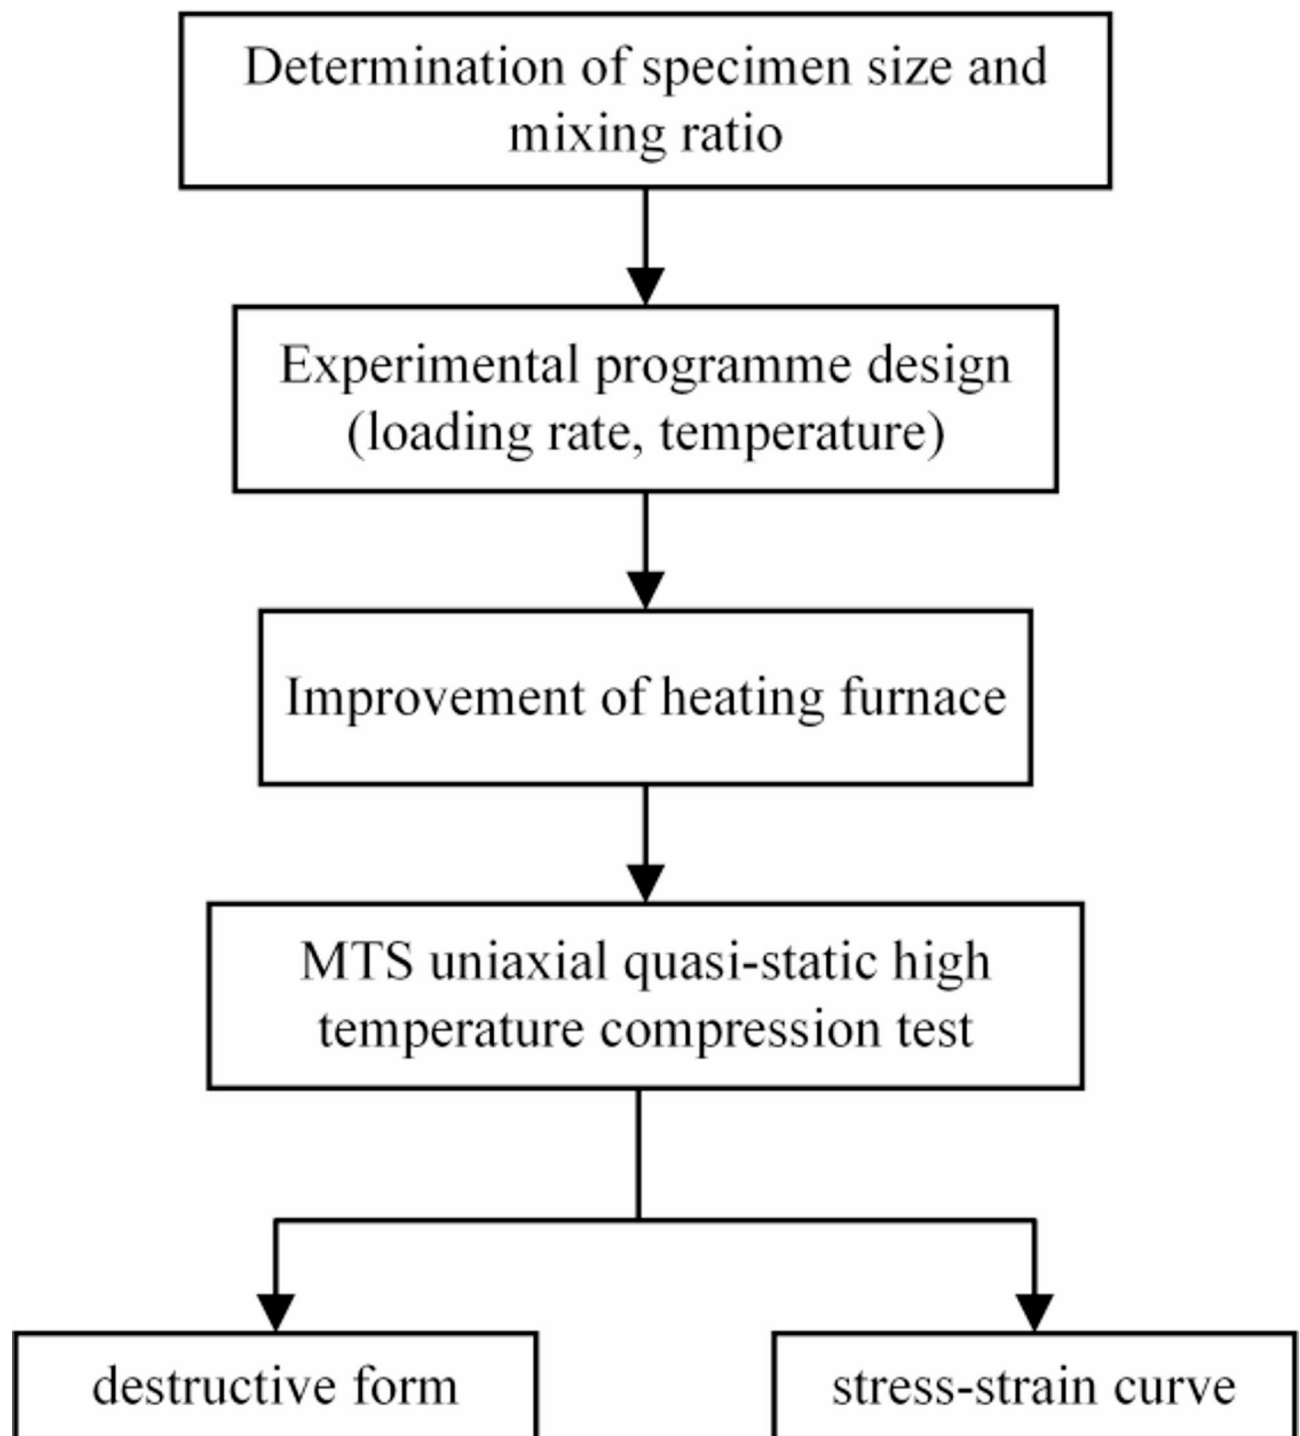 Determination of specimen size and
mixing ratio
Experimental programme design
(loading rate, temperature)
Improvement of heating furnace
MTS uniaxial quasi-static high
temperature compression test
destructive form
stress-strain curve